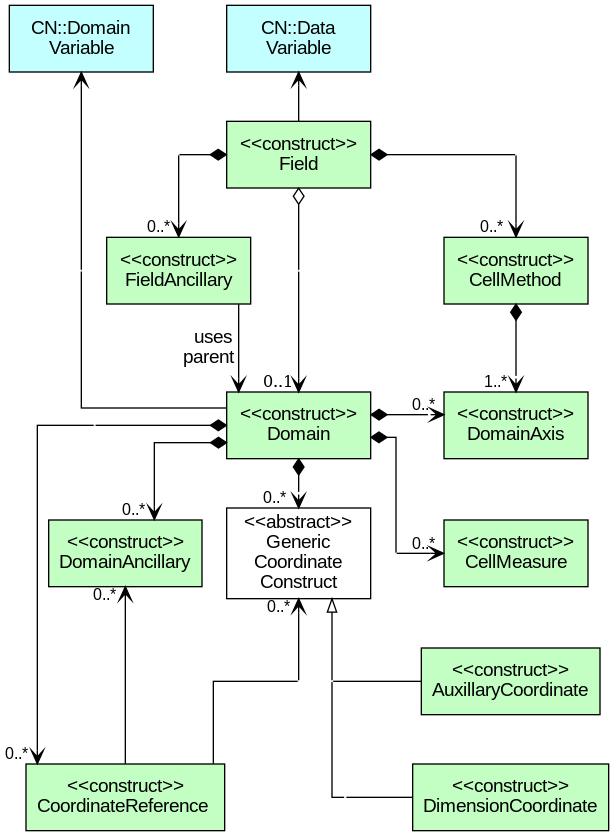 CN::Domain
Variable
CN::Data
Variable
<<construct>>
Field
0..*
0..*
<<construct>>
FieldAncillary
<<construct>>
CellMethod
uses
parent
0..1
1..*
<<construct>>
Domain
0..*
<<construct>>
DomainAxis
0..*
0..*
<<abstract>>
Generic
Coordinate
Construct
<<construct>>
DomainAncillary
0..*
<<construct>>
CellMeasure
0..*
0..*
<<construct>>
AuxillaryCoordinate
0..*
<<construct>>
CoordinateReference
<<construct>>
DimensionCoordinate